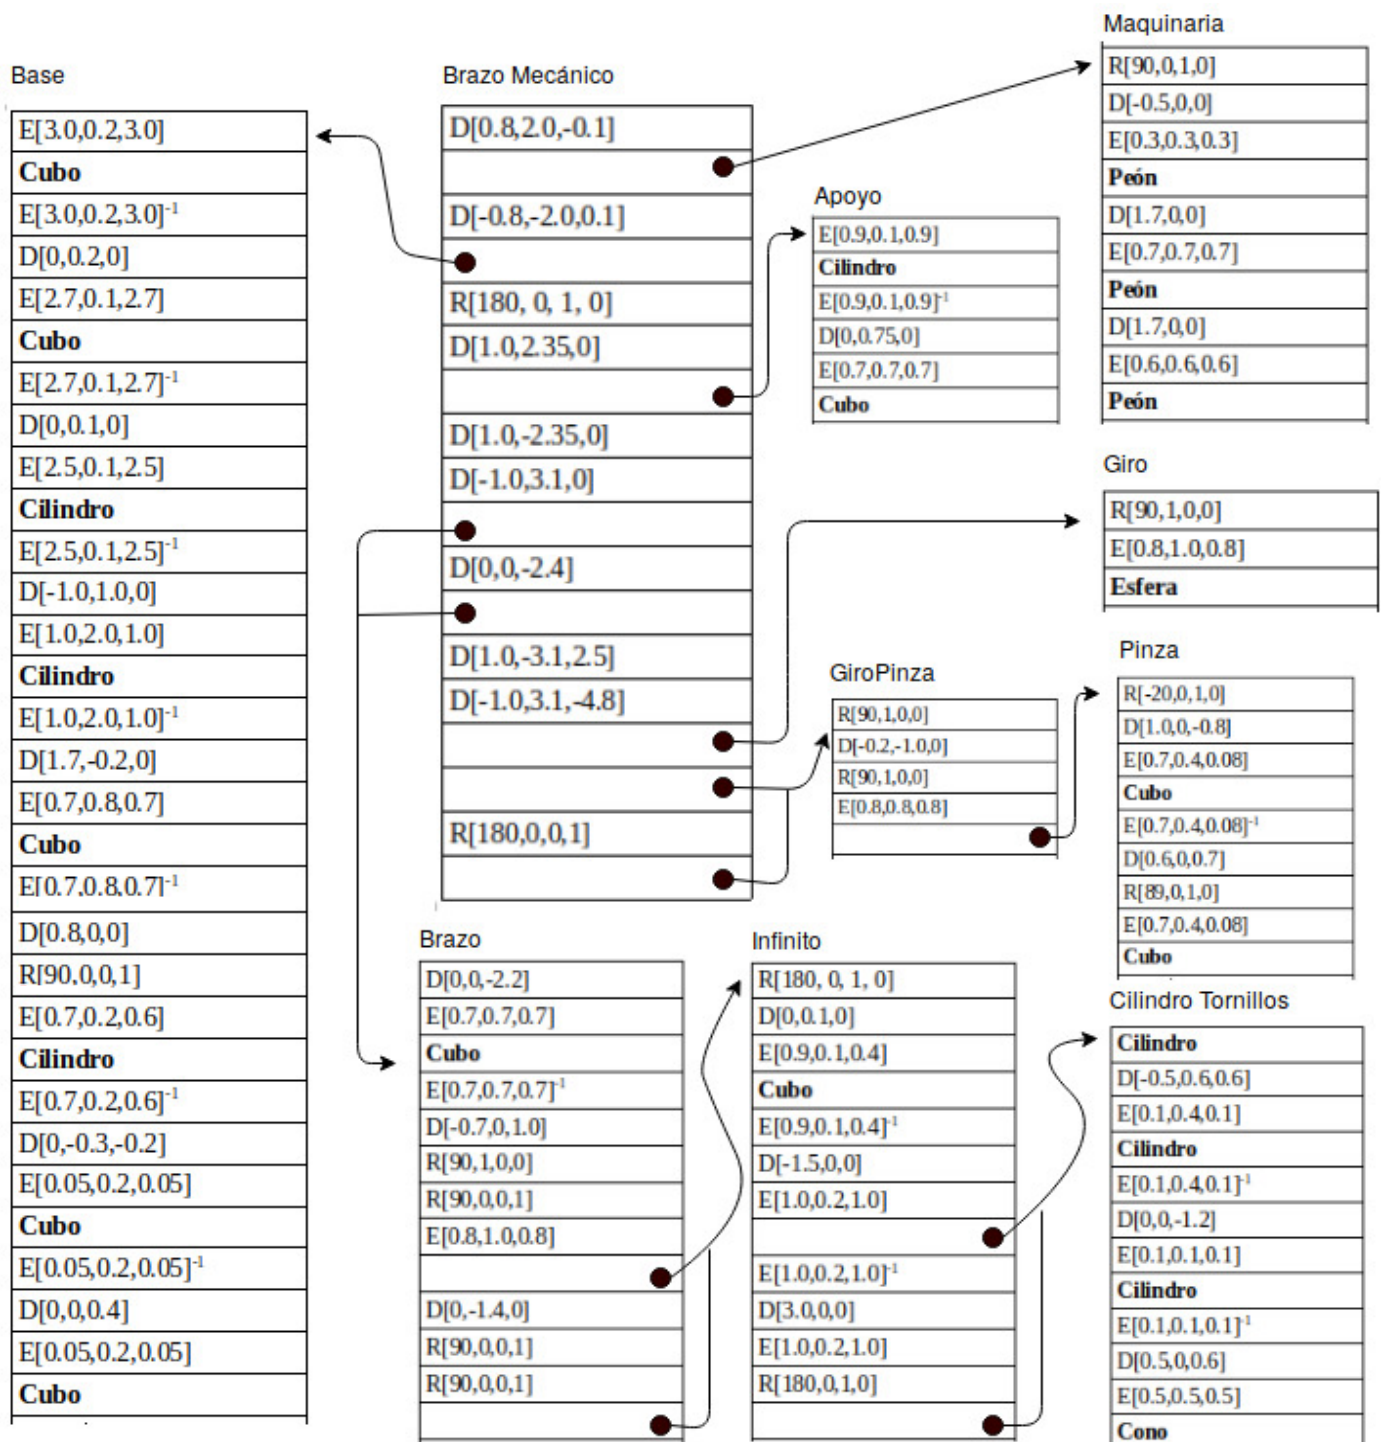 Base
E[3.0,0.2,3.0]
Cubo
E[3.0,0.2,3.0]-1
D[0,0.2,0]
E[2.7,0.1,2.7]
Cubo
E[2.7,0.1,2.7]-1
D[0,0.1,0]
E[2.5,0.1,2.5]
Cilindro
E[2.5,0.1,2.5]-1
D[-1.0,1.0,0]
E[1.0,2.0,1.0]
Cilindro
E[1.0,2.0,1.0]-1
D[1.7,-0.2,0]
E[0.7,0.8,0.7]
Cubo
E[0.7,0.8,0.7]-1
D[0.8,0,0]
R[90,0,0,1]
E[0.7,0.2,0.6]
Cilindro
E[0.7,0.2,0.6]-1
D[0,-0.3,-0.2]
E[0.05,0.2,0.05]
Cubo
E[0.05,0.2,0.05]-1
D[0,0,0.4]
E[0.05,0.2,0.05]
Cubo
Brazo Mecánico
D[0.8,2.0,-0.1]
D[-0.8,-2.0,0.1]
R[180, 0, 1, 0]
D[1.0,2.35,0]
D[1.0,-2.35,0]
D[-1.0,3.1,0]
D[0,0,-2.4]
D[1.0,-3.1,2.5]
D[-1.0,3.1,-4.8]
R[180,0,0,1]
Maquinaria
R[90,0,1,0]
D[-0.5,0,0]
E[0.3,0.3,0.3]
Peón
D[1.7,0,0]
E[0.7,0.7,0.7]
Peón
D[1.7,0,0]
E[0.6,0.6,0.6]
Peón
Apoyo
E[0.9,0.1,0.9]
Cilindro
E[0.9,0.1,0.9]-1
D[0,0.75,0]
E[0.7,0.7,0.7]
Cubo
Giro
R[90,1,0,0]
E[0.8,1.0,0.8]
Esfera
GiroPinza
R[90,1,0,0]
D[-0.2,-1.0,0]
R[90,1,0,0]
E[0.8,0.8,0.8]
Pinza
R[-20,0,1,0]
D[1.0,0,-0.8]
E[0.7,0.4,0.08]
Cubo
E[0.7,0.4,0.08]-1
D[0.6,0,0.7]
R[89,0,1,0]
E[0.7,0.4,0.08]
Cubo
Brazo
D[0,0,-2.2]
E[0.7,0.7,0.7]
Cubo
E[0.7,0.7,0.7]-1
D[-0.7,0,1.0]
R[90,1,0,0]
R[90,0,0,1]
E[0.8,1.0,0.8]
D[0,-1.4,0]
R[90,0,0,1]
R[90,0,0,1]
Infinito
R[180, 0, 1, 0]
D[0,0.1,0]
E[0.9,0.1,0.4]
Cubo
E[0.9,0.1,0.4]-1
D[-1.5,0,0]
E[1.0,0.2,1.0]
E[1.0,0.2,1.0]-1
D[3.0,0,0]
E[1.0,0.2,1.0]
R[180,0,1,0]
Cilindro Tornillos
Cilindro
D[-0.5,0.6,0.6]
E[0.1,0.4,0.1]
Cilindro
E[0.1,0.4,0.1]-1
D[0,0,-1.2]
E[0.1,0.1,0.1]
Cilindro
E[0.1,0.1,0.1]-1
D[0.5,0,0.6]
E[0.5,0.5,0.5]
Cono